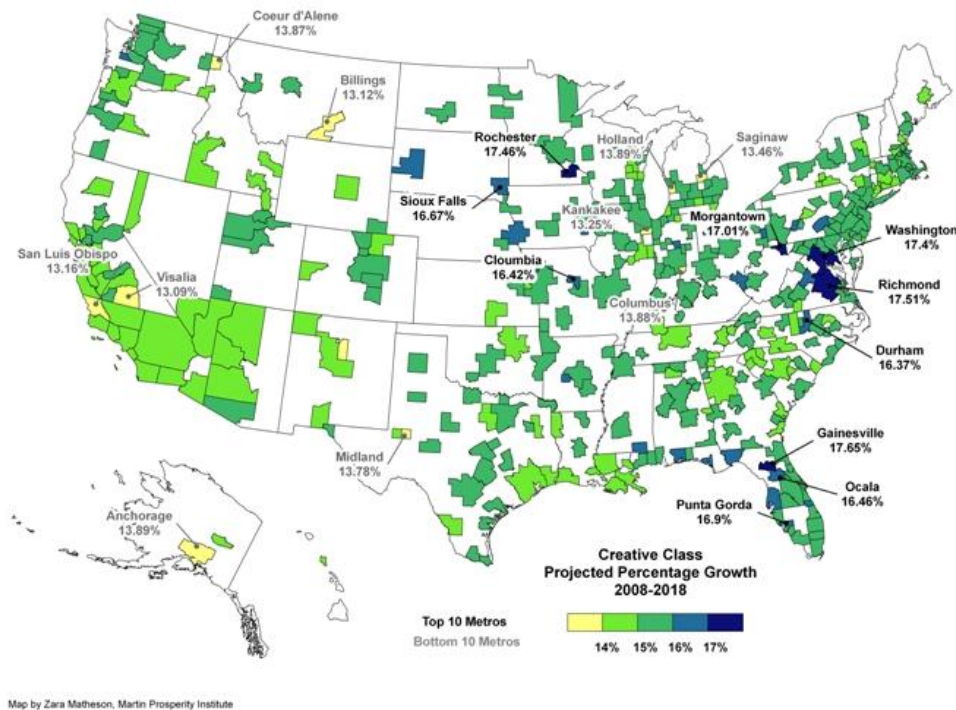 Coeur d'Alene
13.87%
Billings
13.12%
Rochester
17.46%
Holland
13.89%
Saginaw
13.46%
Sioux Falls
16.67%
Kankakee
13.25%
Morgantown
17.01%
Washington
17.4%
San Luis Obispo
13.16%
Visalia
13.09%
Cloumbia
16.42%
Columbus
13.88%
Richmond
17.51%
Durham
16.37%
Midland
13.78%
Gainesville
17.65%
Ocala
16.46%
Punta Gorda
16.9%
Anchorage
13.89%
Creative Class
Projected Percentage Growth
2008-2018
Top 10 Metros
Bottom 10 Metros
14% 15% 16% 17%
Map by Zara Matheson, Martin Prosperity Institute